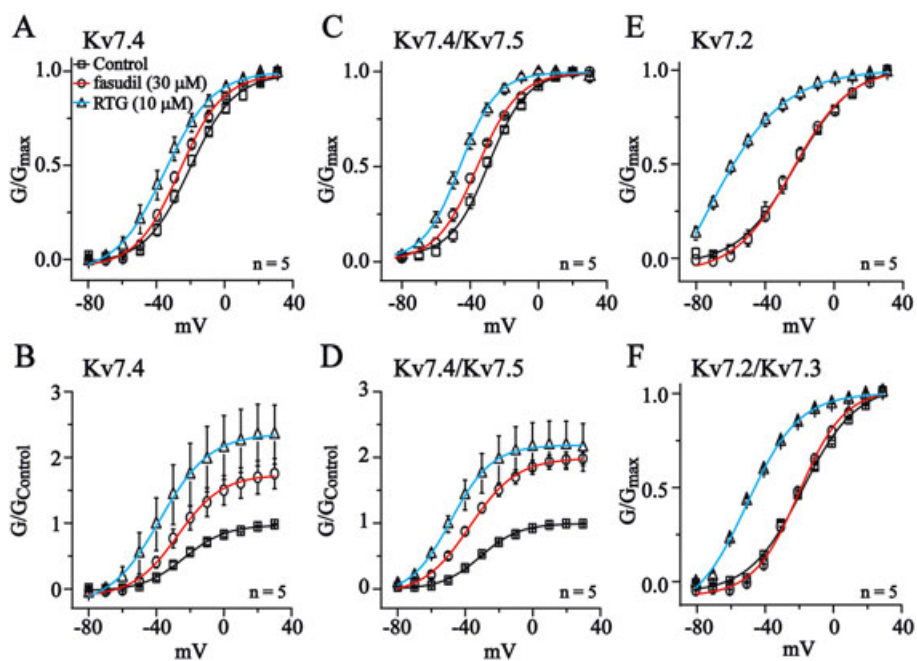 A
Kv7.4
Control
fasudil (30 μM)
RTG (10 μM)
G/Gmax
1.0
0.5
0.0
n = 5
-80 -40 0 40
mV
C
Kv7.4/Kv7.5
G/Gmax
1.0
0.5
0.0
n = 5
-80 -40 0 40
mV
E
Kv7.2
G/Gmax
1.0
0.5
0.0
n = 5
-80 -40 0 40
mV
B
Kv7.4
G/GControl
3
2
1
0
n = 5
-80 -40 0 40
mV
D
Kv7.4/Kv7.5
G/GControl
3
2
1
0
n = 5
-80 -40 0 40
mV
F
Kv7.2/Kv7.3
G/Gmax
1.0
0.5
0.0
n = 5
-80 -40 0 40
mV